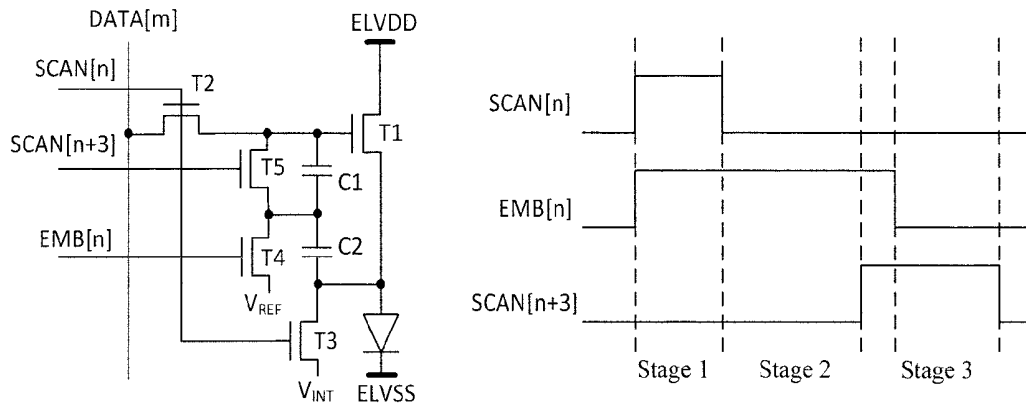 DATA[m]
ELVDD
SCAN[n]
T2
T1
SCAN[n+3]
T5
C1
EMB[n]
T4
C2
VREF
T3
VINT
ELVSS
SCAN[n]
EMB[n]
SCAN[n+3]
Stage 1
Stage 2
Stage 3